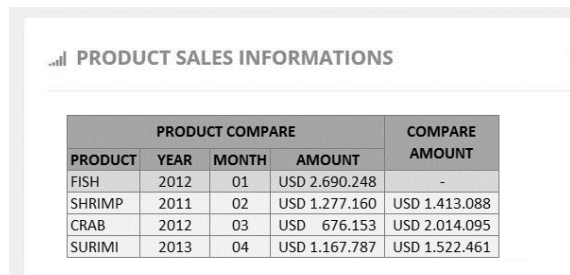 PRODUCT SALES INFORMATIONS
PRODUCT COMPARE COMPARE AMOUNT
PRODUCT YEAR MONTH AMOUNT
FISH 2012 01 USD 2.690.248 -
SHRIMP 2011 02 USD 1.277.160 USD 1.413.088
CRAB 2012 03 USD 676.153 USD 2.014.095
SURIMI 2013 04 USD 1.167.787 USD 1.522.461